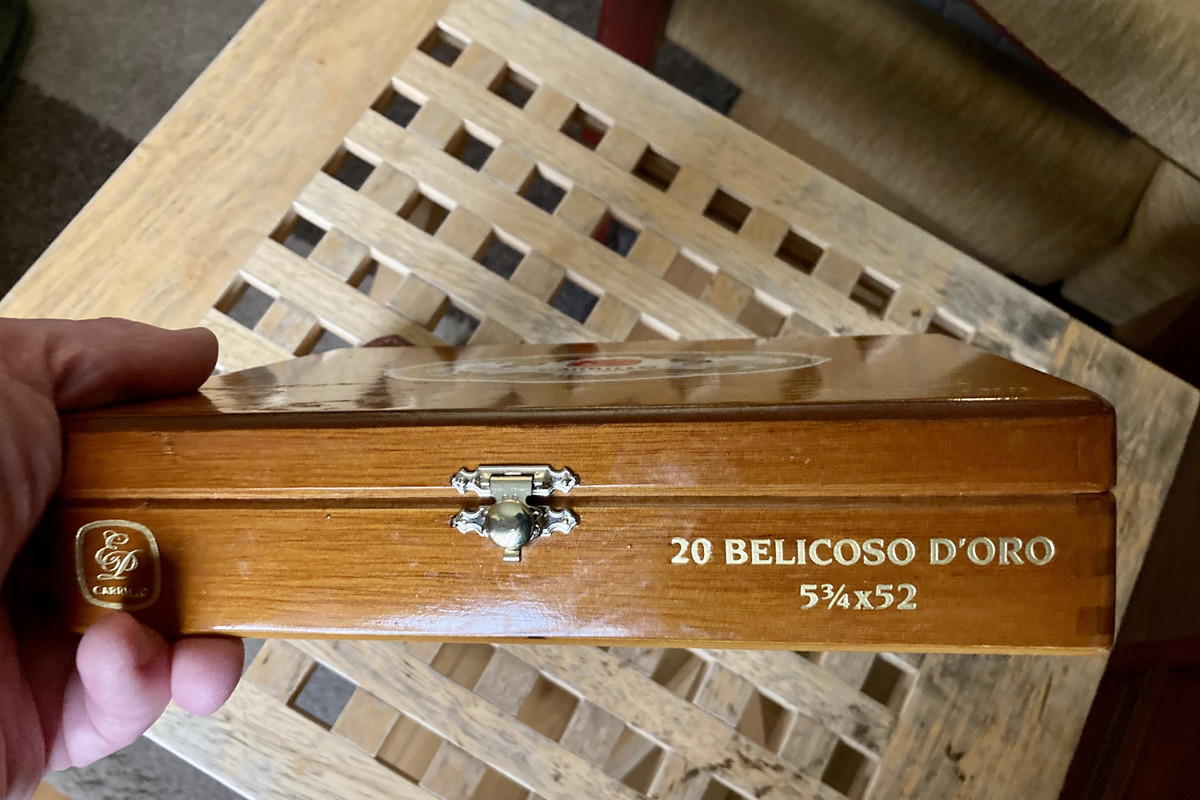 EP
CARRILLO
20 BELICOSO D'ORO
5¾x52